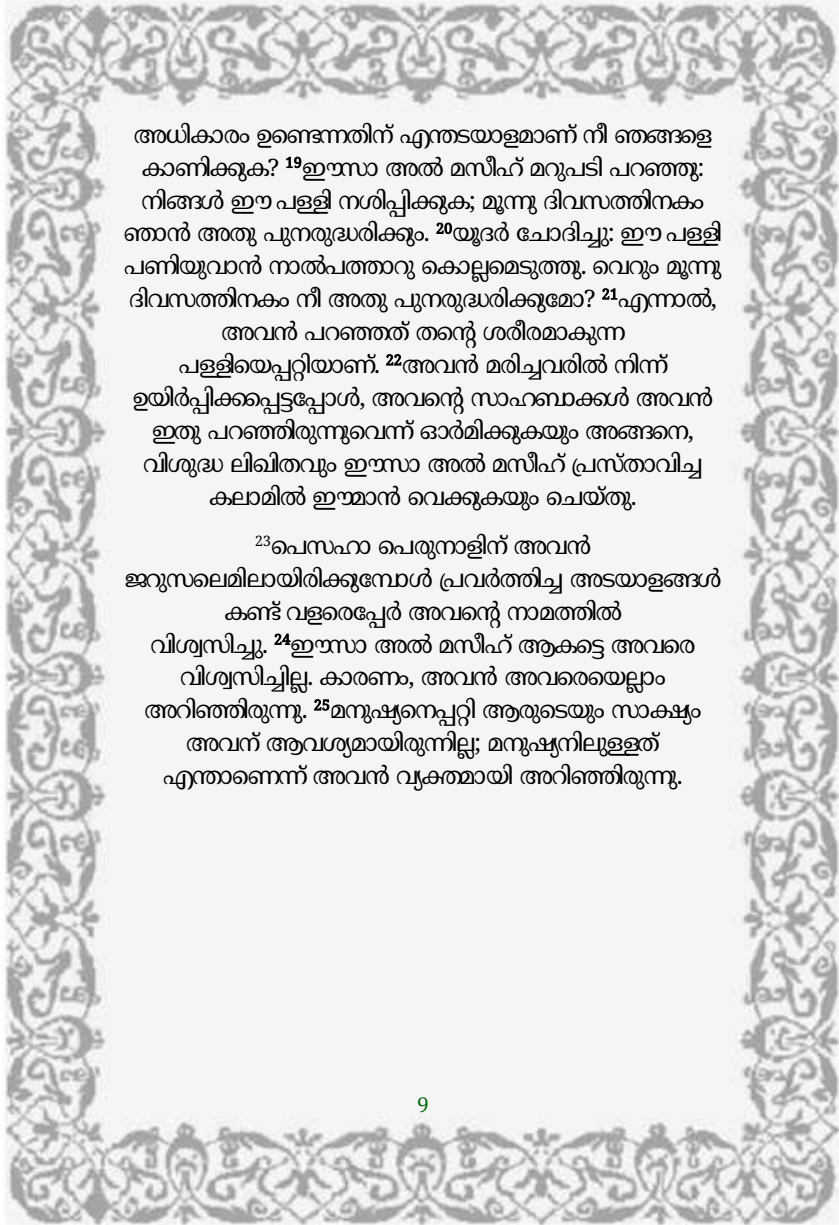 അധികാരം ഉണ്ടെന്നതിന് എന്തടയാളമാണ് നീ ഞങ്ങളെ
കാണിക്കുക? ¹⁹ഈസാ അൽ മസീഹ് മറുപടി പറഞ്ഞു:
നിങ്ങൾ ഈ പള്ളി നശിപ്പിക്കുക; മൂന്നു ദിവസത്തിനകം
ഞാൻ അതു പുനരുദ്ധരിക്കും. ²⁰യൂദർ ചോദിച്ചു: ഈ പള്ളി
പണിയുവാൻ നാൽപത്താറു കൊല്ലമെടുത്തു. വെറും മൂന്നു
ദിവസത്തിനകം നീ അതു പുനരുദ്ധരിക്കുമോ? ²¹എന്നാൽ,
അവൻ പറഞ്ഞത് തന്റെ ശരീരമാകുന്ന
പള്ളിയെപ്പറ്റിയാണ്. ²²അവൻ മരിച്ചവരിൽ നിന്ന്
ഉയിർപ്പിക്കപ്പെട്ടപ്പോൾ, അവന്റെ സാഹബാക്കൾ അവൻ
ഇതു പറഞ്ഞിരുന്നുവെന്ന് ഓർമിക്കുകയും അങ്ങനെ,
വിശുദ്ധ ലിഖിതവും ഈസാ അൽ മസീഹ് പ്രസ്താവിച്ച
കലാമിൽ ഈമാൻ വെക്കുകയും ചെയ്തു.
²³പെസഹാ പെരുനാളിന് അവൻ
ജറുസലെമിലായിരിക്കുമ്പോൾ പ്രവർത്തിച്ച അടയാളങ്ങൾ
കണ്ട് വളരെപ്പേർ അവന്റെ നാമത്തിൽ
വിശ്വസിച്ചു. ²⁴ഈസാ അൽ മസീഹ് ആകട്ടെ അവരെ
വിശ്വസിച്ചില്ല. കാരണം, അവൻ അവരെയെല്ലാം
അറിഞ്ഞിരുന്നു. ²⁵മനുഷ്യനെപ്പറ്റി ആരുടെയും സാക്ഷ്യം
അവന് ആവശ്യമായിരുന്നില്ല; മനുഷ്യനിലുള്ളത്
എന്താണെന്ന് അവൻ വ്യക്തമായി അറിഞ്ഞിരുന്നു.
9